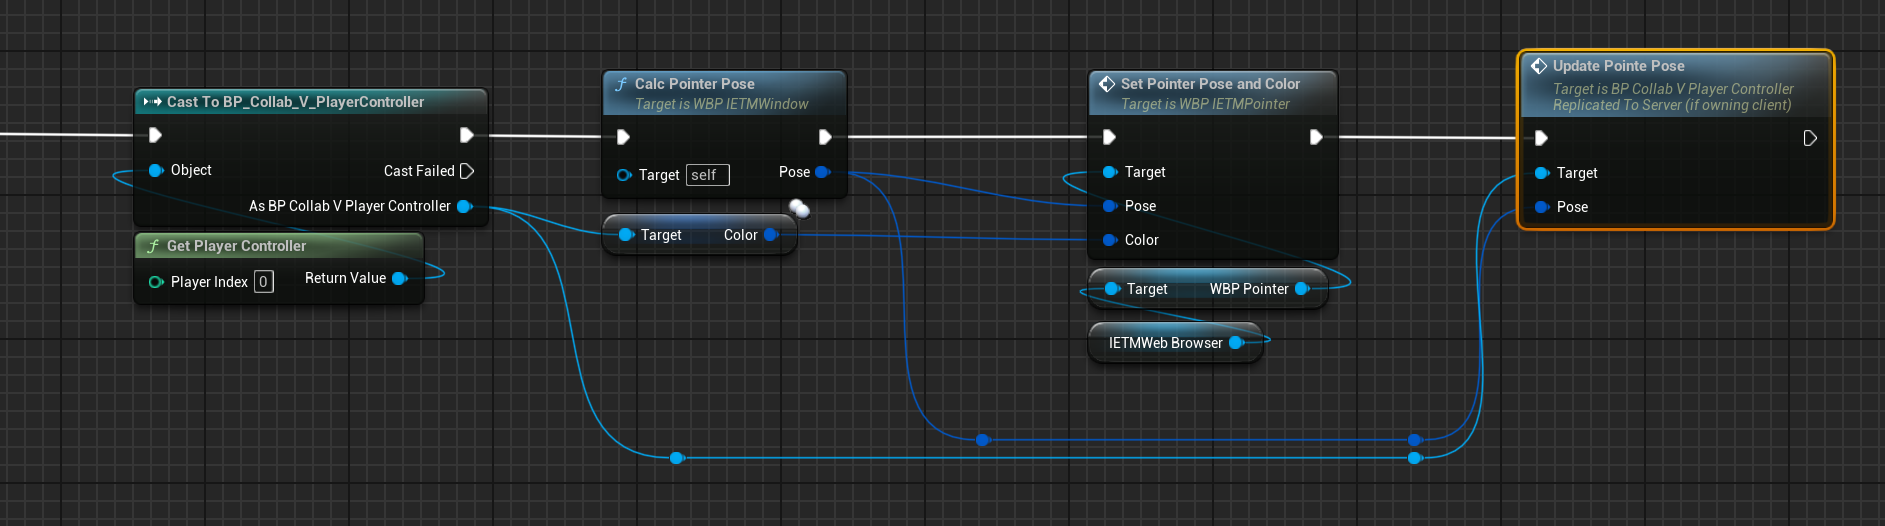 Cast To BP_Collab_V_PlayerController
Object
Cast Failed
As BP Collab V Player Controller
Get Player Controller
Player Index 0
Return Value
Calc Pointer Pose
Target is WBP IETMWindow
Target self
Pose
Target
Color
Set Pointer Pose and Color
Target is WBP IETMPointer
Target
Pose
Color
Target
WBP Pointer
IETMWeb Browser
Update Pointe Pose
Target is BP Collab V Player Controller
Replicated To Server (if owning client)
Target
Pose